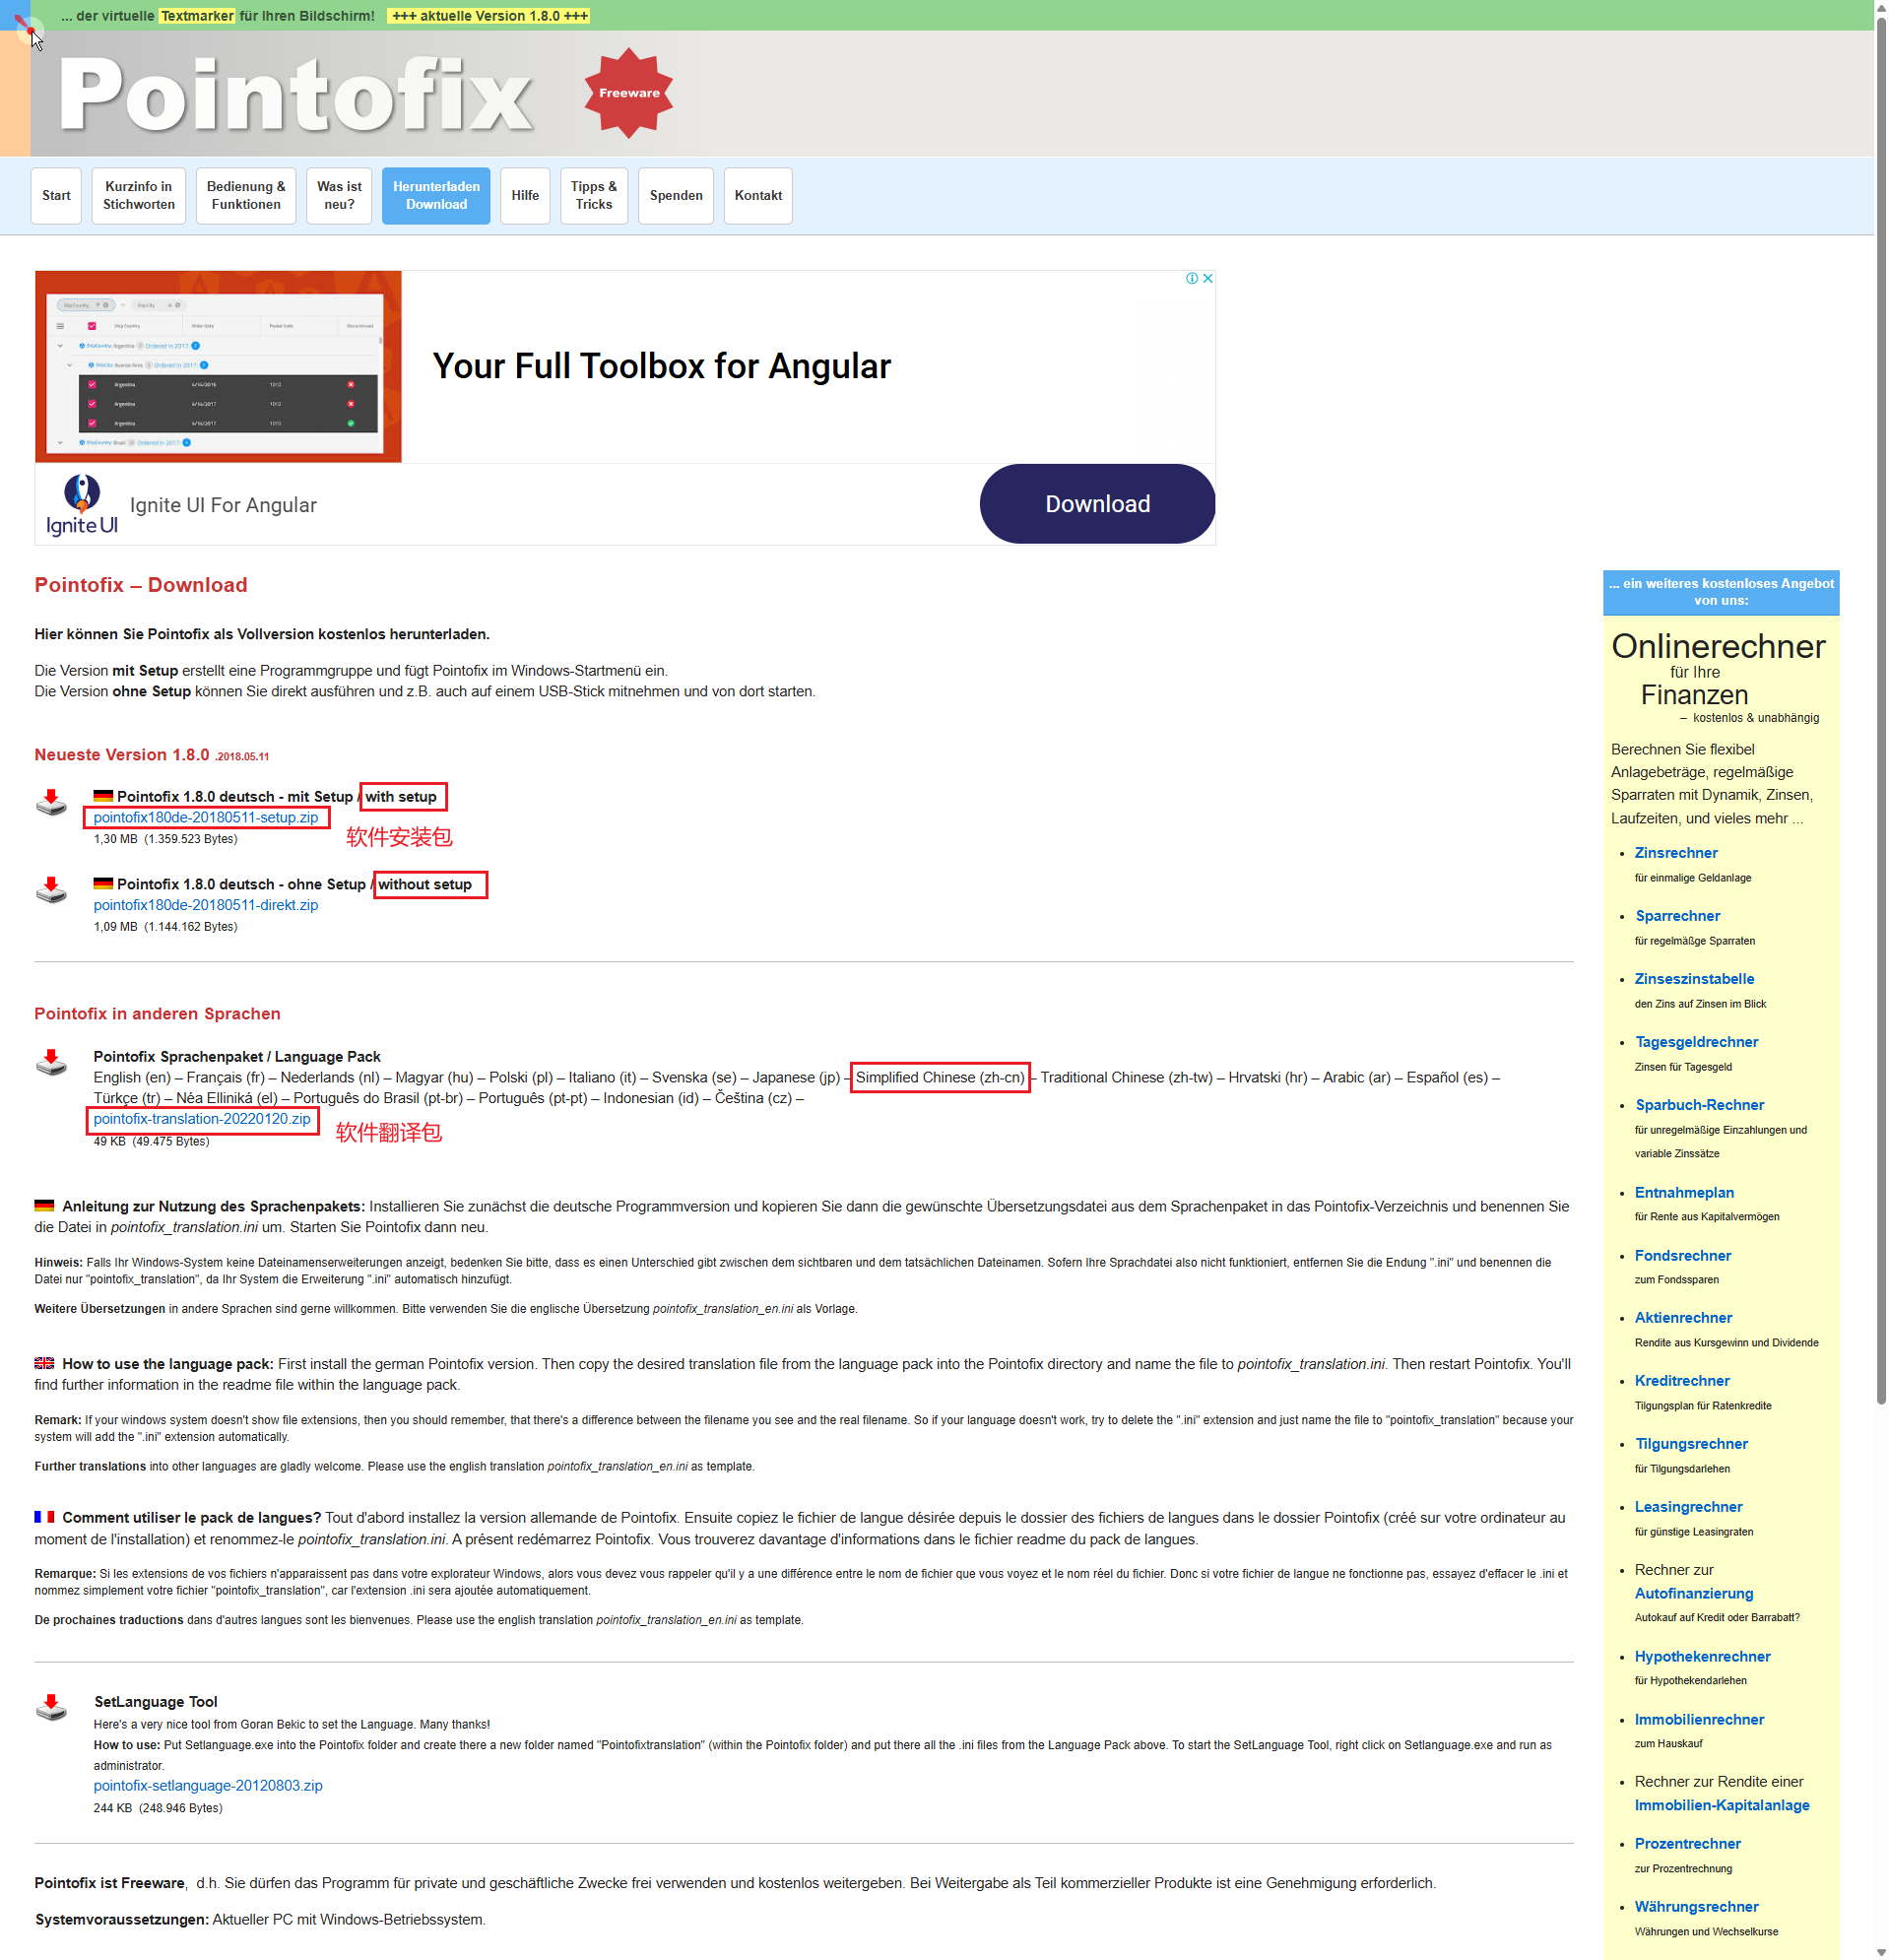 ... der virtuelle Textmarker für Ihren Bildschirm! +++ aktuelle Version 1.8.0 +++
Pointofix
Freeware
Start
Kurzinfo in
Stichworten
Bedienung &
Funktionen
Was ist
neu?
Herunterladen
Download
Hilfe
Tipps &
Tricks
Spenden
Kontakt
Your Full Toolbox for Angular
Ignite UI
Ignite UI For Angular
Download
Pointofix – Download
Hier können Sie Pointofix als Vollversion kostenlos herunterladen.
Die Version mit Setup erstellt eine Programmgruppe und fügt Pointofix im Windows-Startmenü ein.
Die Version ohne Setup können Sie direkt ausführen und z.B. auch auf einem USB-Stick mitnehmen und von dort starten.
Neueste Version 1.8.0 .2018.05.11
Pointofix 1.8.0 deutsch - mit Setup / with setup
pointofix180de-20180511-setup.zip
软件安装包
1,30 MB (1.359.523 Bytes)
Pointofix 1.8.0 deutsch - ohne Setup / without setup
pointofix180de-20180511-direkt.zip
1,09 MB (1.144.162 Bytes)
Pointofix in anderen Sprachen
Pointofix Sprachenpaket / Language Pack
English (en) – Français (fr) – Nederlands (nl) – Magyar (hu) – Polski (pl) – Italiano (it) – Svenska (se) – Japanese (jp) – Simplified Chinese (zh-cn) – Traditional Chinese (zh-tw) – Hrvatski (hr) – Arabic (ar) – Español (es) –
Türkçe (tr) – Néa Elliniká (el) – Português do Brasil (pt-br) – Português (pt-pt) – Indonesian (id) – Čeština (cz) –
pointofix-translation-20220120.zip
软件翻译包
49 KB (49.475 Bytes)
Anleitung zur Nutzung des Sprachenpakets: Installieren Sie zunächst die deutsche Programmversion und kopieren Sie dann die gewünschte Übersetzungsdatei aus dem Sprachenpaket in das Pointofix-Verzeichnis und benennen Sie
die Datei in pointofix_translation.ini um. Starten Sie Pointofix dann neu.
Hinweis: Falls Ihr Windows-System keine Dateinamenserweiterungen anzeigt, bedenken Sie bitte, dass es einen Unterschied gibt zwischen dem sichtbaren und dem tatsächlichen Dateinamen. Sofern Ihre Sprachdatei also nicht funktioniert, entfernen Sie die Endung ".ini" und benennen die
Datei nur "pointofix_translation", da Ihr System die Erweiterung ".ini" automatisch hinzufügt.
Weitere Übersetzungen in andere Sprachen sind gerne willkommen. Bitte verwenden Sie die englische Übersetzung pointofix_translation_en.ini als Vorlage.
How to use the language pack: First install the german Pointofix version. Then copy the desired translation file from the language pack into the Pointofix directory and name the file to pointofix_translation.ini. Then restart Pointofix. You'll
find further information in the readme file within the language pack.
Remark: If your windows system doesn't show file extensions, then you should remember, that there's a difference between the filename you see and the real filename. So if your language doesn't work, try to delete the ".ini" extension and just name the file to "pointofix_translation" because your
system will add the ".ini" extension automatically.
Further translations into other languages are gladly welcome. Please use the english translation pointofix_translation_en.ini as template.
Comment utiliser le pack de langues? Tout d'abord installez la version allemande de Pointofix. Ensuite copiez le fichier de langue désirée depuis le dossier des fichiers de langues dans le dossier Pointofix (créé sur votre ordinateur au
moment de l'installation) et renommez-le pointofix_translation.ini. A présent redémarrez Pointofix. Vous trouverez davantage d'informations dans le fichier readme du pack de langues.
Remarque: Si les extensions de vos fichiers n'apparaissent pas dans votre explorateur Windows, alors vous devez vous rappeler qu'il y a une différence entre le nom de fichier que vous voyez et le nom réel du fichier. Donc si votre fichier de langue ne fonctionne pas, essayez d'effacer le .ini et
nommez simplement votre fichier "pointofix_translation", car l'extension .ini sera ajoutée automatiquement.
De prochaines traductions dans d'autres langues sont les bienvenues. Please use the english translation pointofix_translation_en.ini as template.
SetLanguage Tool
Here's a very nice tool from Goran Bekic to set the Language. Many thanks!
How to use: Put Setlanguage.exe into the Pointofix folder and create there a new folder named "Pointofixtranslation" (within the Pointofix folder) and put there all the .ini files from the Language Pack above. To start the SetLanguage Tool, right click on Setlanguage.exe and run as
administrator.
pointofix-setlanguage-20120803.zip
244 KB (248.946 Bytes)
Pointofix ist Freeware, d.h. Sie dürfen das Programm für private und geschäftliche Zwecke frei verwenden und kostenlos weitergeben. Bei Weitergabe als Teil kommerzieller Produkte ist eine Genehmigung erforderlich.
Systemvoraussetzungen: Aktueller PC mit Windows-Betriebssystem.
... ein weiteres kostenloses Angebot
von uns:
Onlinerechner
für Ihre
Finanzen
– kostenlos & unabhängig
Berechnen Sie flexibel
Anlagebeträge, regelmäßige
Sparraten mit Dynamik, Zinsen,
Laufzeiten, und vieles mehr ...
Zinsrechner
für einmalige Geldanlage
Sparrechner
für regelmäßge Sparraten
Zinseszinstabelle
den Zins auf Zinsen im Blick
Tagesgeldrechner
Zinsen für Tagesgeld
Sparbuch-Rechner
für unregelmäßige Einzahlungen und
variable Zinssätze
Entnahmeplan
für Rente aus Kapitalvermögen
Fondsrechner
zum Fondssparen
Aktienrechner
Rendite aus Kursgewinn und Dividende
Kreditrechner
Tilgungsplan für Ratenkredite
Tilgungsrechner
für Tilgungsdarlehen
Leasingrechner
für günstige Leasingraten
Rechner zur
Autofinanzierung
Autokauf auf Kredit oder Barrabatt?
Hypothekenrechner
für Hypothekendarlehen
Immobilienrechner
zum Hauskauf
Rechner zur Rendite einer
Immobilien-Kapitalanlage
Prozentrechner
zur Prozentrechnung
Währungsrechner
Währungen und Wechselkurse